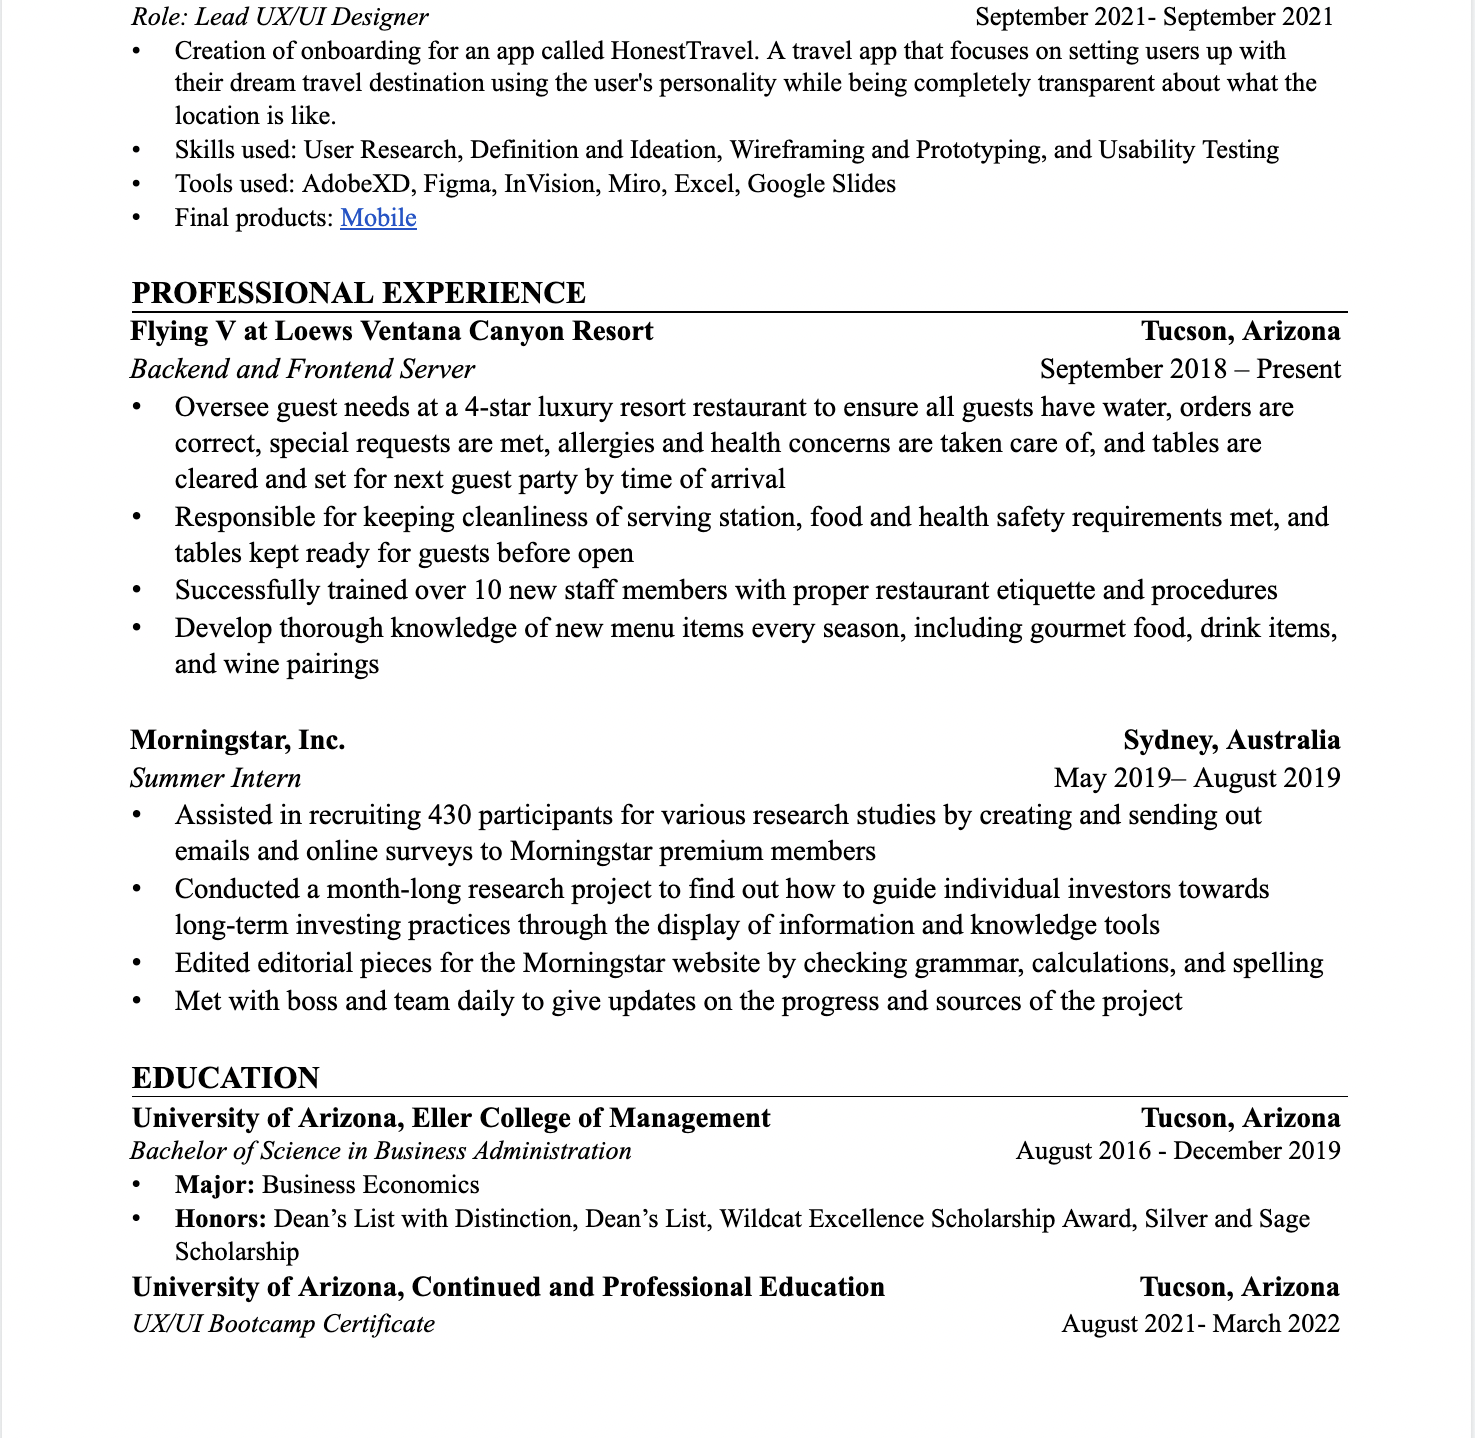 Role: Lead UX/UI Designer September 2021- September 2021
• Creation of onboarding for an app called HonestTravel. A travel app that focuses on setting users up with
their dream travel destination using the user's personality while being completely transparent about what the
location is like.
• Skills used: User Research, Definition and Ideation, Wireframing and Prototyping, and Usability Testing
• Tools used: AdobeXD, Figma, InVision, Miro, Excel, Google Slides
• Final products: Mobile
PROFESSIONAL EXPERIENCE
Flying V at Loews Ventana Canyon Resort Tucson, Arizona
Backend and Frontend Server September 2018 – Present
• Oversee guest needs at a 4-star luxury resort restaurant to ensure all guests have water, orders are
correct, special requests are met, allergies and health concerns are taken care of, and tables are
cleared and set for next guest party by time of arrival
• Responsible for keeping cleanliness of serving station, food and health safety requirements met, and
tables kept ready for guests before open
• Successfully trained over 10 new staff members with proper restaurant etiquette and procedures
• Develop thorough knowledge of new menu items every season, including gourmet food, drink items,
and wine pairings
Morningstar, Inc. Sydney, Australia
Summer Intern May 2019– August 2019
• Assisted in recruiting 430 participants for various research studies by creating and sending out
emails and online surveys to Morningstar premium members
• Conducted a month-long research project to find out how to guide individual investors towards
long-term investing practices through the display of information and knowledge tools
• Edited editorial pieces for the Morningstar website by checking grammar, calculations, and spelling
• Met with boss and team daily to give updates on the progress and sources of the project
EDUCATION
University of Arizona, Eller College of Management Tucson, Arizona
Bachelor of Science in Business Administration August 2016 - December 2019
• Major: Business Economics
• Honors: Dean’s List with Distinction, Dean’s List, Wildcat Excellence Scholarship Award, Silver and Sage
Scholarship
University of Arizona, Continued and Professional Education Tucson, Arizona
UX/UI Bootcamp Certificate August 2021- March 2022